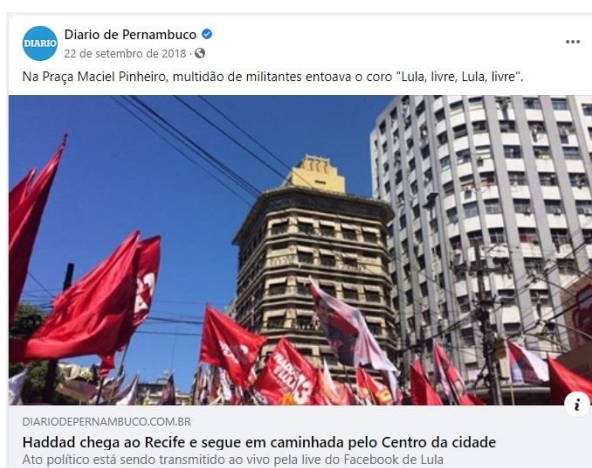 DIARIO
Diario de Pernambuco
22 de setembro de 2018 ·
Na Praça Maciel Pinheiro, multidão de militantes entoava o coro "Lula, livre, Lula, livre".
DIARIODEPERNAMBUCO.COM.BR
Haddad chega ao Recife e segue em caminhada pelo Centro da cidade
Ato político está sendo transmitido ao vivo pela live do Facebook de Lula